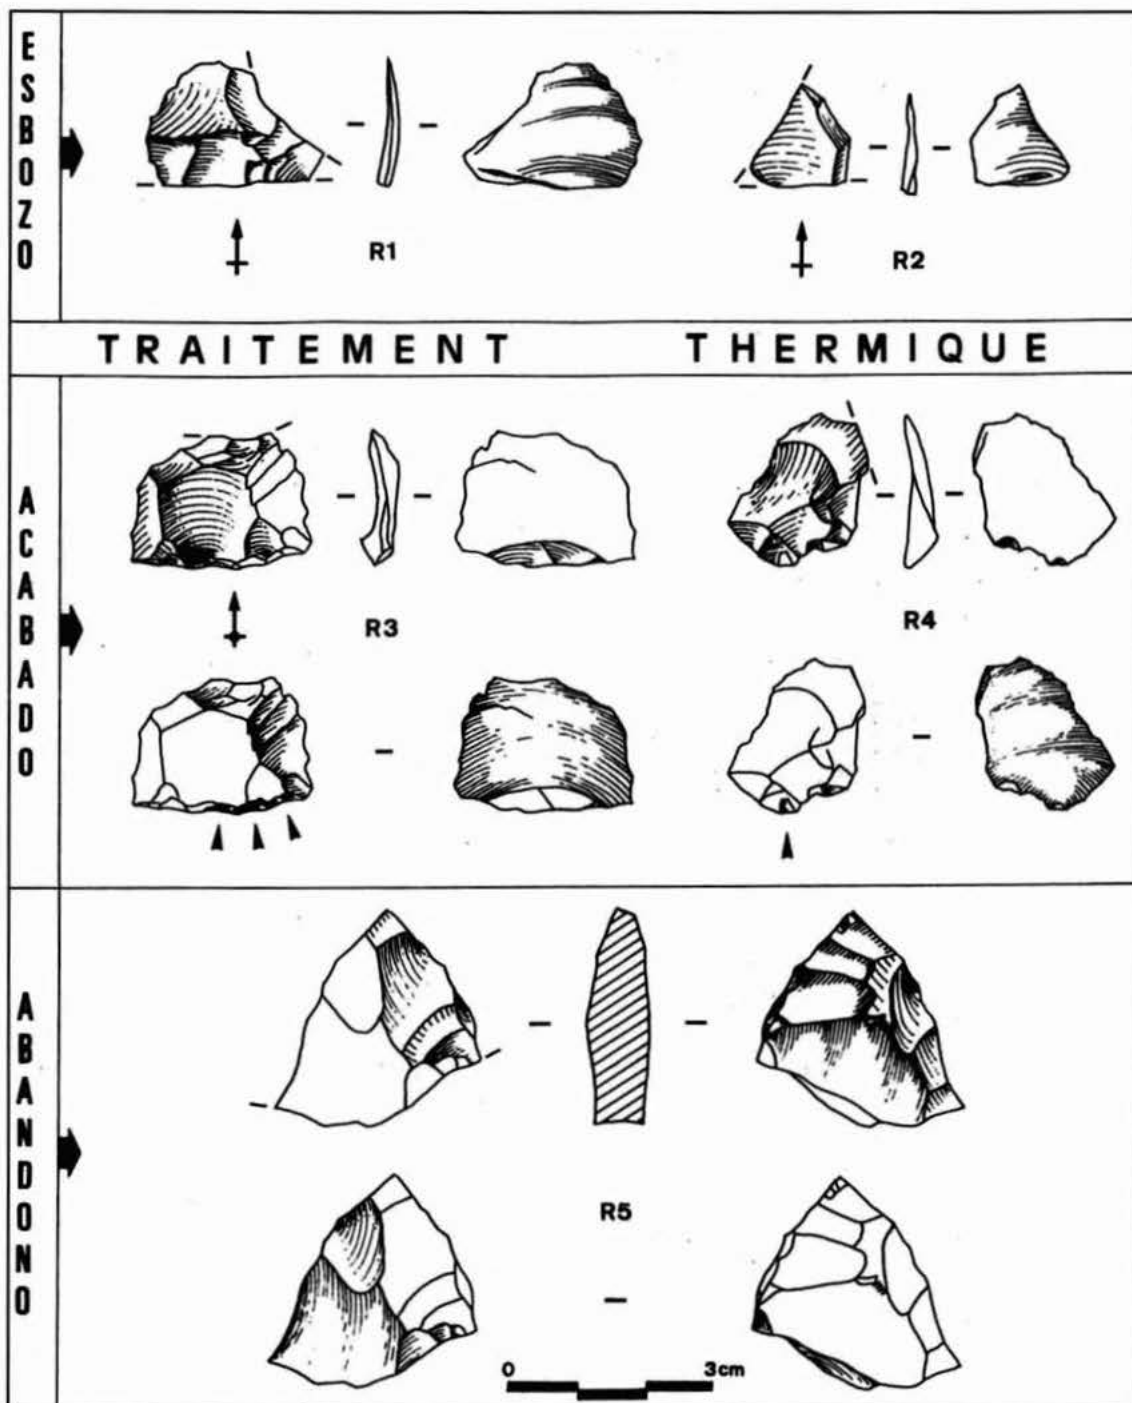 ESBOZO
R1
R2
TRAITEMENT THERMIQUE
ACABADO
R3
R4
ABANDONO
R5
0 3cm